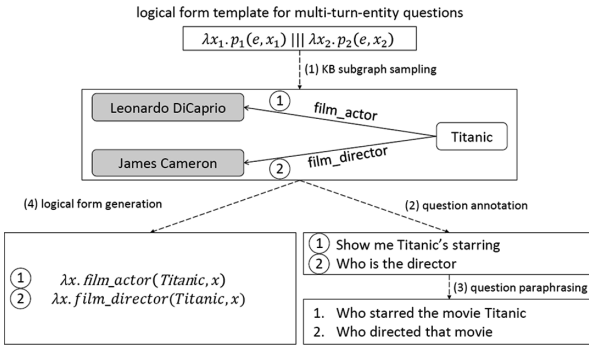 logical form template for multi-turn-entity questions
λx₁.p₁(e,x₁) ||| λx₂.p₂(e,x₂)
(1) KB subgraph sampling
Leonardo DiCaprio
1
film_actor
Titanic
James Cameron
2
film_director
(4) logical form generation
(2) question annotation
1 λx.film_actor(Titanic,x)
2 λx.film_director(Titanic,x)
1 Show me Titanic's starring
2 Who is the director
(3) question paraphrasing
1. Who starred the movie Titanic
2. Who directed that movie